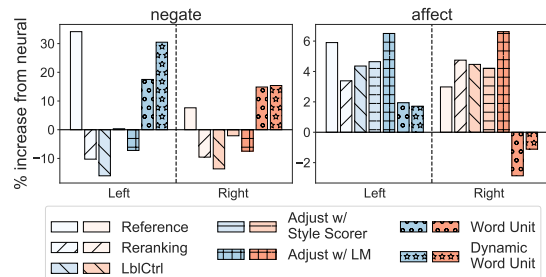 negate
affect
% increase from neural
30
20
10
0
−10
6
4
2
0
−2
Left
Right
Left
Right
Reference
Reranking
LblCtrl
Adjust w/
Style Scorer
Adjust w/ LM
Word Unit
Dynamic
Word Unit